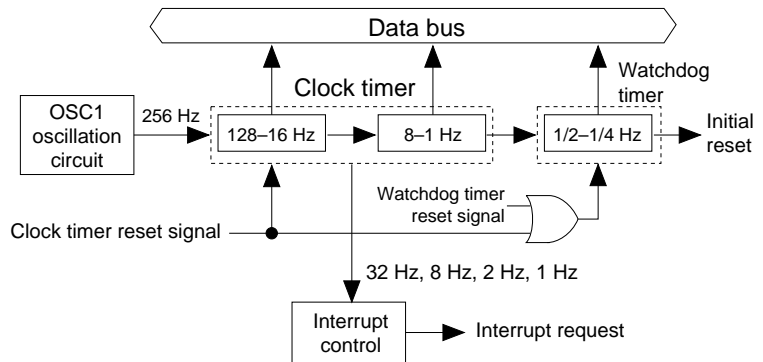 Data bus
Clock timer
Watchdog
timer
OSC1
oscillation
circuit
256 Hz
128–16 Hz
8–1 Hz
1/2–1/4 Hz
Initial
reset
Watchdog timer
reset signal
Clock timer reset signal
32 Hz, 8 Hz, 2 Hz, 1 Hz
Interrupt
control
Interrupt request